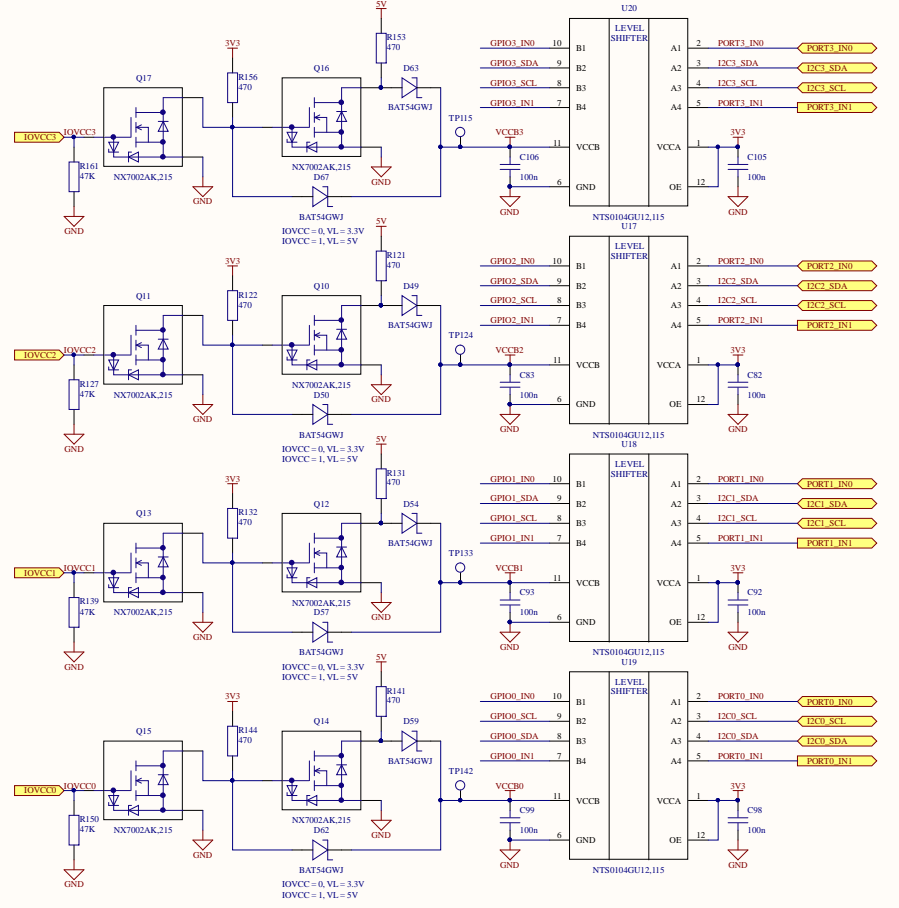 5V
R153
470
3V3
R156
470
Q17
Q16
D63
BAT54GWJ
TP115
IOVCC3
IOVCC3
R161
47K
GND
NX7002AK,215
GND
NX7002AK,215
GND
D67
BAT54GWJ
IOVCC = 0, VL = 3.3V
IOVCC = 1, VL = 5V
VCCB3
C106
100n
GND
U20
LEVEL
SHIFTER
GPIO3_IN0 10 B1 A1 2 PORT3_IN0 PORT3_IN0
GPIO3_SDA 9 B2 A2 3 I2C3_SDA I2C3_SDA
GPIO3_SCL 8 B3 A3 4 I2C3_SCL I2C3_SCL
GPIO3_IN1 7 B4 A4 5 PORT3_IN1 PORT3_IN1
11 VCCB VCCA 1
6 GND OE 12
NTS0104GU12,115
3V3
C105
100n
GND
5V
R121
470
3V3
R122
470
Q11
Q10
D49
BAT54GWJ
TP124
IOVCC2
IOVCC2
R127
47K
GND
NX7002AK,215
GND
NX7002AK,215
GND
D50
BAT54GWJ
IOVCC = 0, VL = 3.3V
IOVCC = 1, VL = 5V
VCCB2
C83
100n
GND
U17
LEVEL
SHIFTER
GPIO2_IN0 10 B1 A1 2 PORT2_IN0 PORT2_IN0
GPIO2_SDA 9 B2 A2 3 I2C2_SDA I2C2_SDA
GPIO2_SCL 8 B3 A3 4 I2C2_SCL I2C2_SCL
GPIO2_IN1 7 B4 A4 5 PORT2_IN1 PORT2_IN1
11 VCCB VCCA 1
6 GND OE 12
NTS0104GU12,115
3V3
C82
100n
GND
5V
R131
470
3V3
R132
470
Q13
Q12
D54
BAT54GWJ
TP133
IOVCC1
IOVCC1
R139
47K
GND
NX7002AK,215
GND
NX7002AK,215
GND
D57
BAT54GWJ
IOVCC = 0, VL = 3.3V
IOVCC = 1, VL = 5V
VCCB1
C93
100n
GND
U18
LEVEL
SHIFTER
GPIO1_IN0 10 B1 A1 2 PORT1_IN0 PORT1_IN0
GPIO1_SDA 9 B2 A2 3 I2C1_SDA I2C1_SDA
GPIO1_SCL 8 B3 A3 4 I2C1_SCL I2C1_SCL
GPIO1_IN1 7 B4 A4 5 PORT1_IN1 PORT1_IN1
11 VCCB VCCA 1
6 GND OE 12
NTS0104GU12,115
3V3
C92
100n
GND
5V
R141
470
3V3
R144
470
Q15
Q14
D59
BAT54GWJ
TP142
IOVCC0
IOVCC0
R150
47K
GND
NX7002AK,215
GND
NX7002AK,215
GND
D62
BAT54GWJ
IOVCC = 0, VL = 3.3V
IOVCC = 1, VL = 5V
VCCB0
C99
100n
GND
U19
LEVEL
SHIFTER
GPIO0_IN0 10 B1 A1 2 PORT0_IN0 PORT0_IN0
GPIO0_SCL 9 B2 A2 3 I2C0_SCL I2C0_SCL
GPIO0_SDA 8 B3 A3 4 I2C0_SDA I2C0_SDA
GPIO0_IN1 7 B4 A4 5 PORT0_IN1 PORT0_IN1
11 VCCB VCCA 1
6 GND OE 12
NTS0104GU12,115
3V3
C98
100n
GND